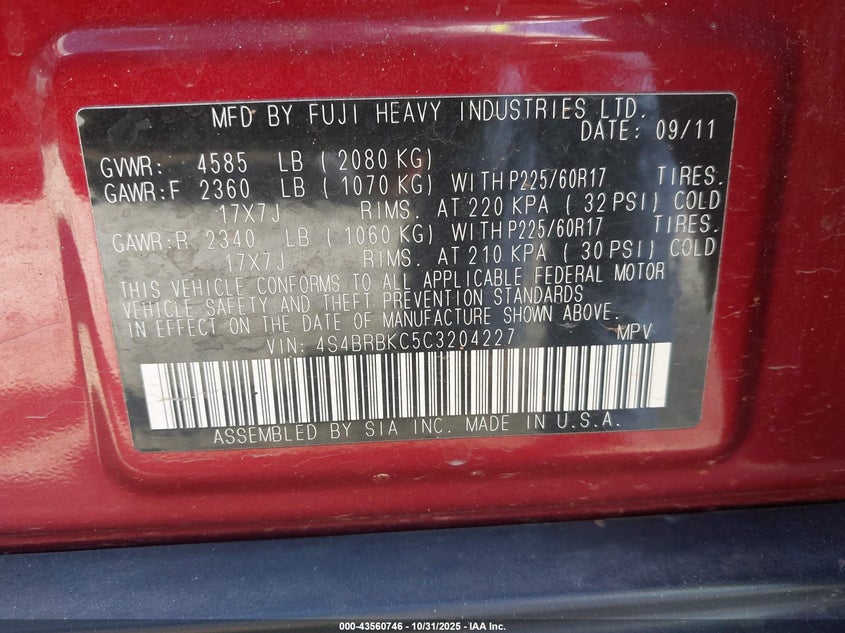 MFD BY FUJI HEAVY INDUSTRIES LTD.
DATE: 09/11
GVWR: 4585 LB ( 2080 KG)
GAWR:F 2360 LB ( 1070 KG) WITH P225/60R17 TIRES.
17X7J RIMS. AT 220 KPA ( 32 PSI) COLD
GAWR:R 2340 LB ( 1060 KG) WITH P225/60R17 TIRES.
17X7J RIMS. AT 210 KPA ( 30 PSI) COLD
THIS VEHICLE CONFORMS TO ALL APPLICABLE FEDERAL MOTOR
VEHICLE SAFETY AND THEFT PREVENTION STANDARDS
IN EFFECT ON THE DATE OF MANUFACTURE SHOWN ABOVE.
VIN: 4S4BRBKC5C3204227 MPV
ASSEMBLED BY SIA INC. MADE IN U.S.A.
000-43560746 - 10/31/2025 - IAA Inc.